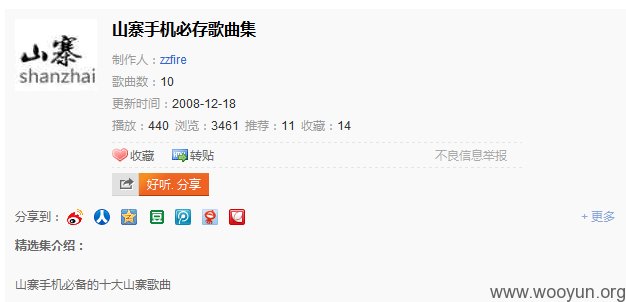 山寨
shanzhai
山寨手机必存歌曲集
制作人：zzfire
歌曲数：10
更新时间：2008-12-18
播放：440 浏览：3461 推荐：11 收藏：14
收藏 转贴 不良信息举报
好听. 分享
分享到： + 更多
精选集介绍：
山寨手机必备的十大山寨歌曲
www.wooyun.org